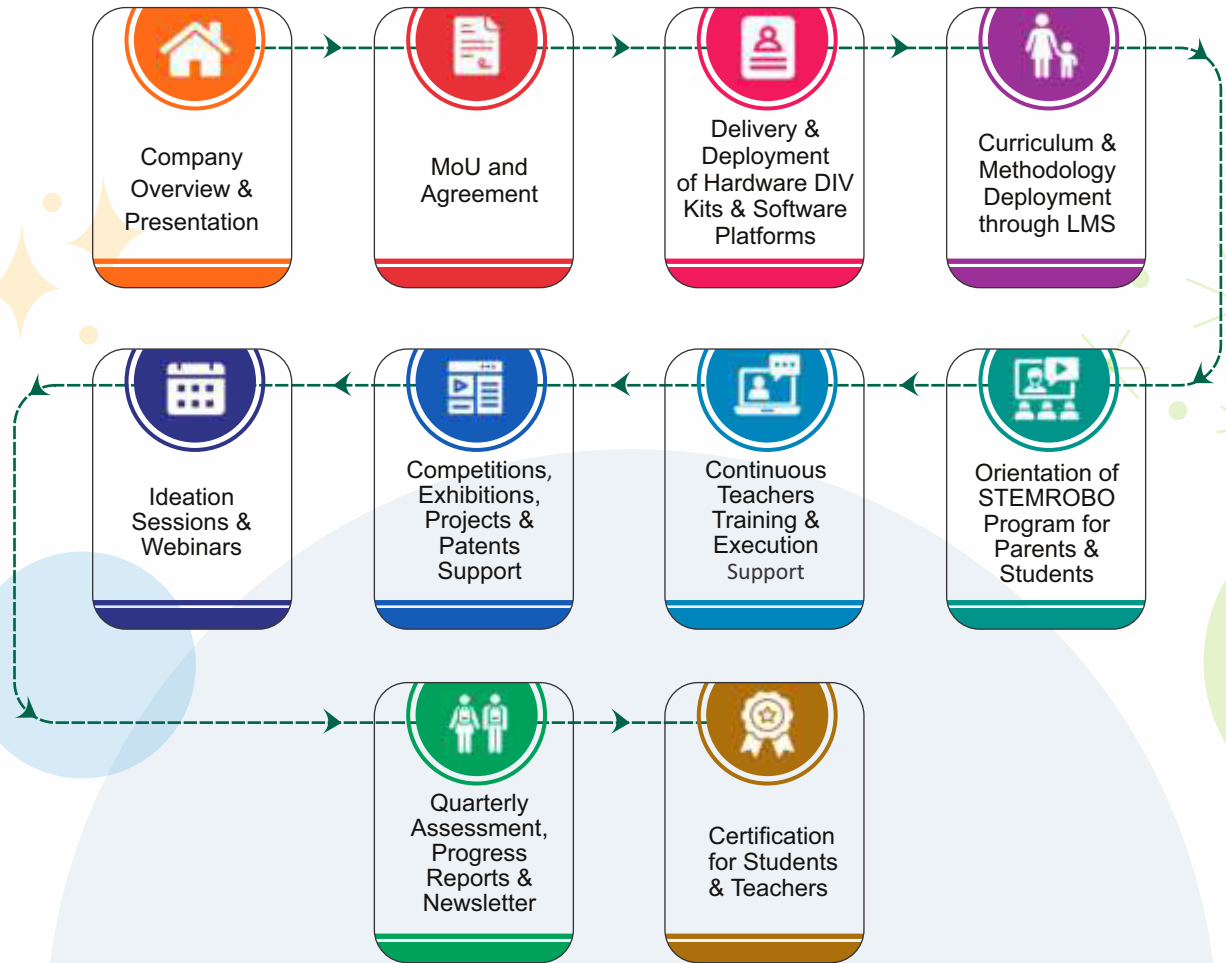 Company
Overview &
Presentation
MoU and
Agreement
Delivery &
Deployment
of Hardware DIV
Kits & Software
Platforms
Curriculum &
Methodology
Deployment
through LMS
Orientation of
STEMROBO
Program for
Parents &
Students
Continuous
Teachers
Training &
Execution
Support
Competitions,
Exhibitions,
Projects &
Patents
Support
Ideation
Sessions &
Webinars
Quarterly
Assessment,
Progress
Reports &
Newsletter
Certification
for Students
& Teachers